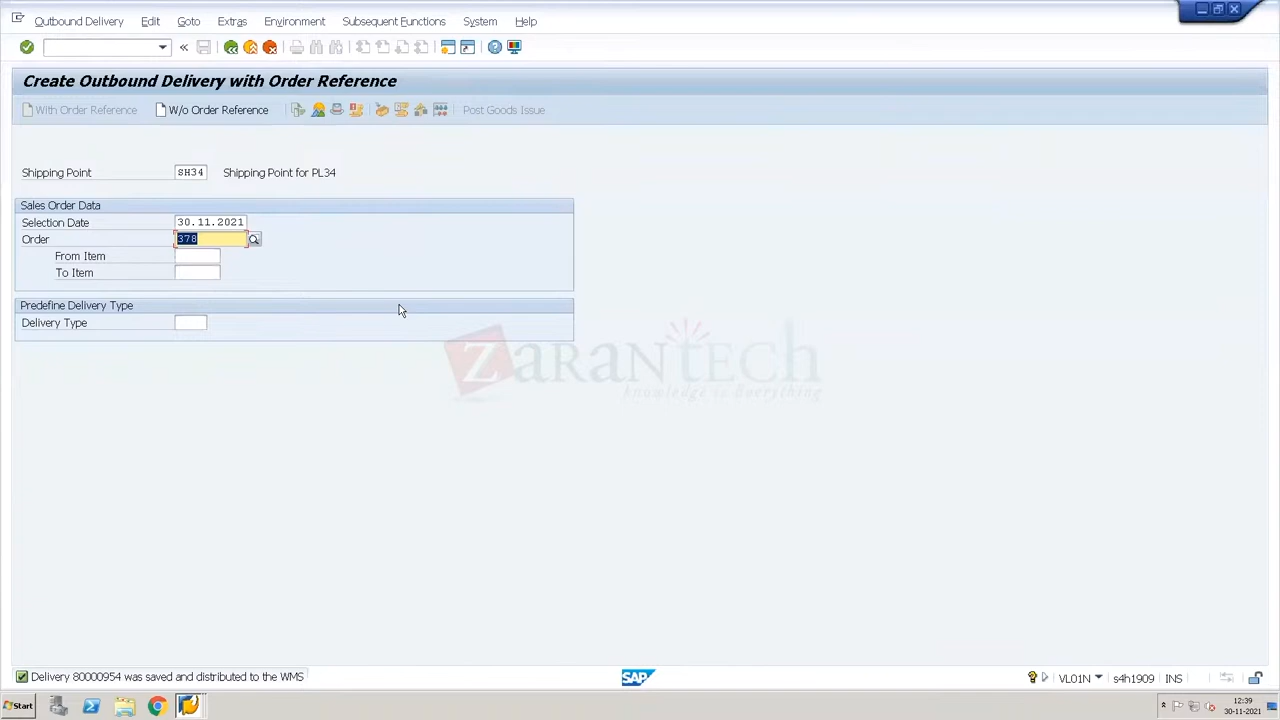 Outbound Delivery Edit Goto Extras Environment Subsequent Functions System Help
Create Outbound Delivery with Order Reference
With Order Reference W/o Order Reference Post Goods Issue
Shipping Point SH34 Shipping Point for PL34
Sales Order Data
Selection Date 30.11.2021
Order 378
From Item
To Item
Predefine Delivery Type
Delivery Type
ZARANTECH
knowledge is Everything
Delivery 80000954 was saved and distributed to the WMS
SAP
VL01N s4h1909 INS
Start
12:39
30-11-2021